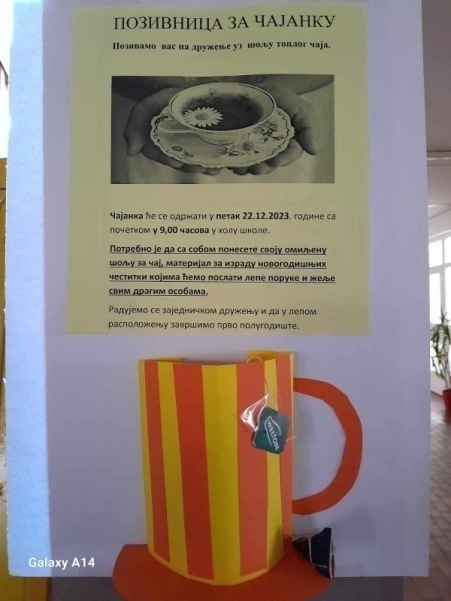 ПОЗИВНИЦА ЗА ЧАЈАНКУ
Позивамо вас на дружење уз шољу топлог чаја.
Чајанка ће се одржати у петак 22.12.2023. године са
почетком у 9,00 часова у холу школе.
Потребно је да са собом понесете своју омиљену
шољу за чај, материјал за израду новогодишњих
честитки којима ћемо послати лепе поруке и жеље
свим драгим особама.
Радујемо се заједничком дружењу и да у лепом
расположењу завршимо прво полугодиште.
WELTON
Galaxy A14